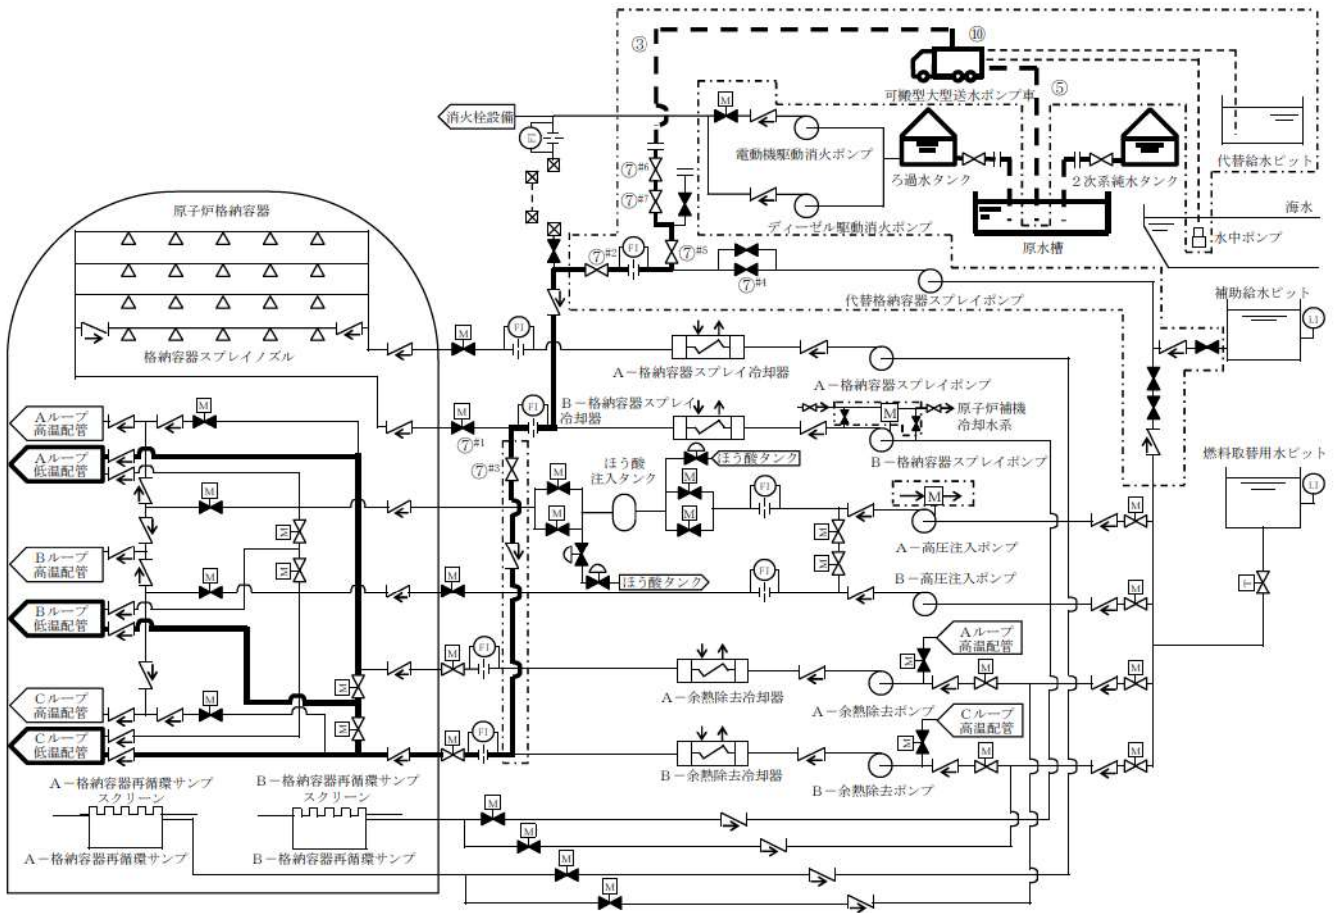 ③
⑩
⑤
可搬型大型送水ポンプ車
M
消火栓設備
FI
電動機駆動消火ポンプ
ろ過水タンク
2次系純水タンク
代替給水ピット
⑦#6
⑦#7
ディーゼル駆動消火ポンプ
原水槽
海水
水中ポンプ
原子炉格納容器
⑦#2
FI
⑦#5
⑦#4
代替格納容器スプレイポンプ
補助給水ピット
LI
格納容器スプレイノズル
M
FI
A-格納容器スプレイ冷却器
A-格納容器スプレイポンプ
FI
B-格納容器スプレイ
冷却器
M
原子炉補機
冷却水系
Aループ
高温配管
M
M
⑦#1
B-格納容器スプレイポンプ
Aループ
低温配管
⑦#3
ほう酸
注入タンク
ほう酸タンク
燃料取替用水ピット
LI
M
M
M
FI
M
M
M
M
M
M
A-高圧注入ポンプ
Bループ
高温配管
M
M
M
ほう酸タンク
FI
M
B-高圧注入ポンプ
M
T
Bループ
低温配管
M
FI
Aループ
高温配管
M
M
M
Cループ
高温配管
M
M
A-余熱除去冷却器
A-余熱除去ポンプ
Cループ
低温配管
M
M
FI
Cループ
高温配管
M
M
M
B-余熱除去冷却器
B-余熱除去ポンプ
A-格納容器再循環サンプ
スクリーン
B-格納容器再循環サンプ
スクリーン
M
M
A-格納容器再循環サンプ
B-格納容器再循環サンプ
M
M